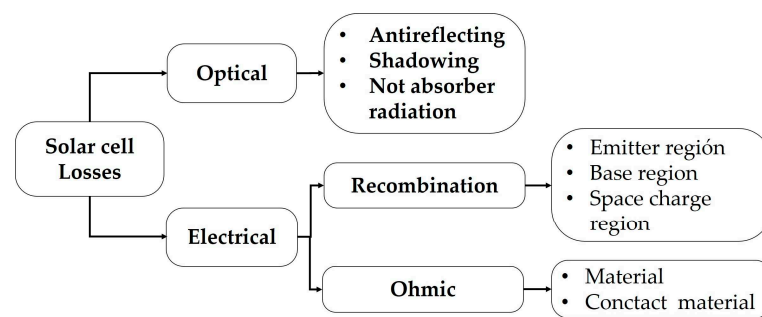 Solar cell
Losses
Optical
• Antireflecting
• Shadowing
• Not absorber
radiation
Electrical
Recombination
• Emitter región
• Base region
• Space charge
region
Ohmic
• Material
• Conctact material